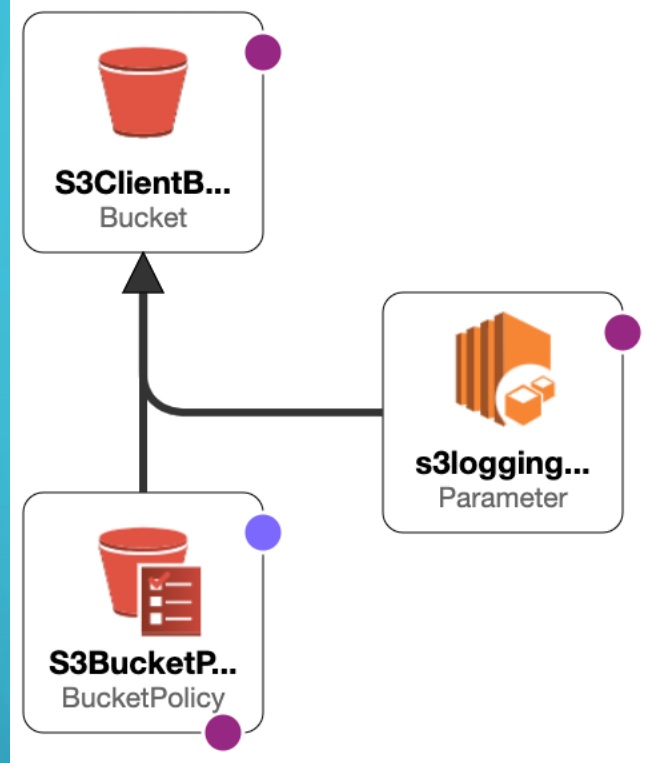 S3ClientB...
Bucket
s3logging...
Parameter
S3BucketP...
BucketPolicy